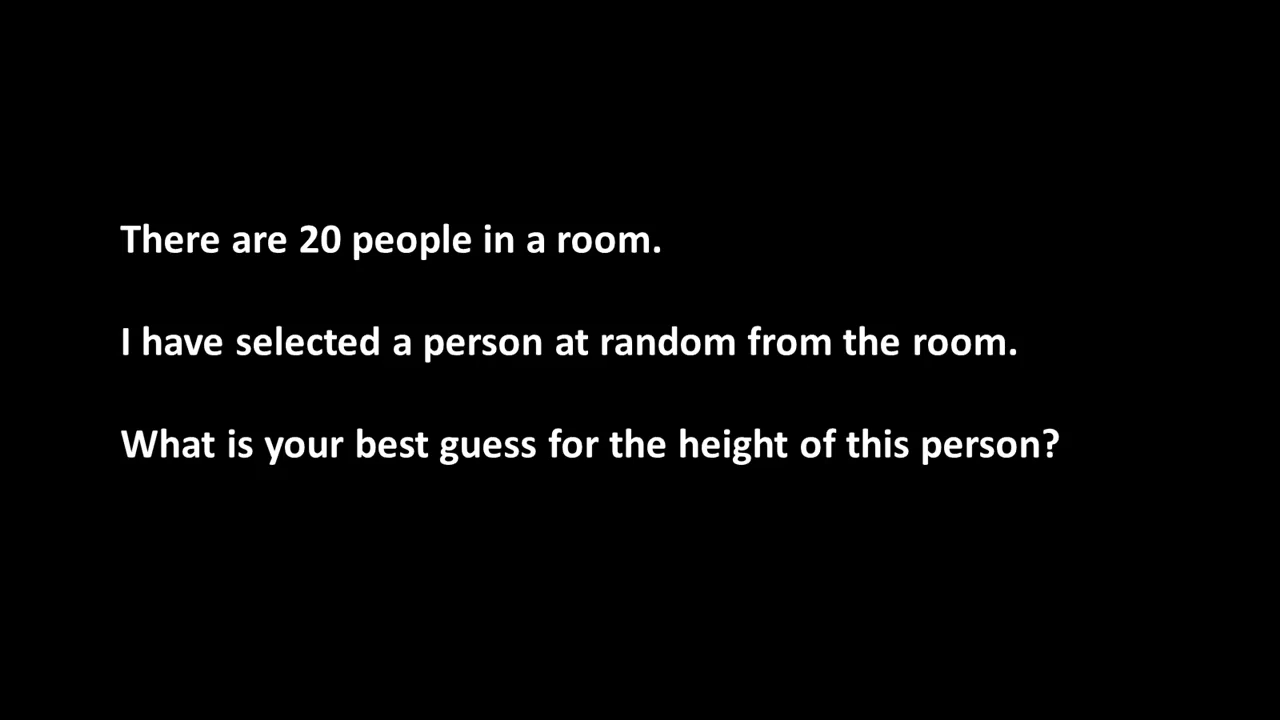 There are 20 people in a room.
I have selected a person at random from the room.
What is your best guess for the height of this person?